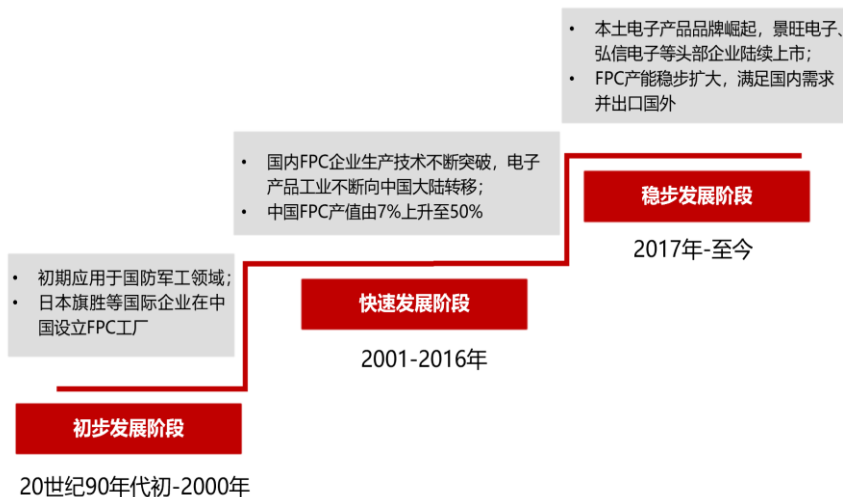 • 本土电子产品品牌崛起，景旺电子、
弘信电子等头部企业陆续上市；
• FPC产能稳步扩大，满足国内需求
并出口国外
• 国内FPC企业生产技术不断突破，电子
产品工业不断向中国大陆转移；
• 中国FPC产值由7%上升至50%
稳步发展阶段
2017年-至今
• 初期应用于国防军工领域；
• 日本旗胜等国际企业在中
国设立FPC工厂
快速发展阶段
2001-2016年
初步发展阶段
20世纪90年代初-2000年